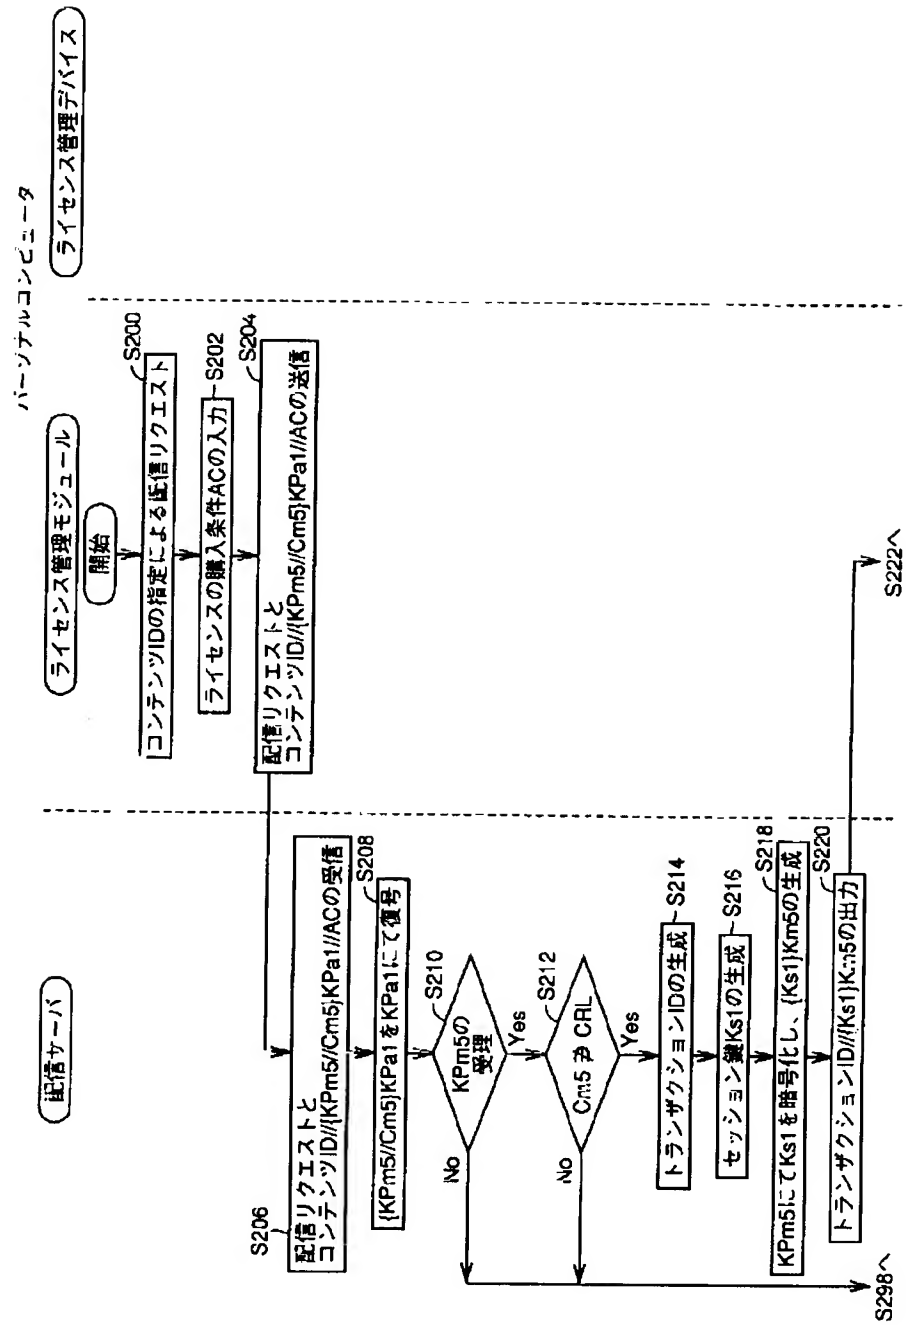 パーソナルコンピュータ
配信サーバ
ライセンス管理モジュール
ライセンス管理デバイス
開始
S200
コンテンツIDの指定による配信リクエスト
S202
ライセンスの購入条件ACの入力
S204
配信リクエストと
コンテンツID//{KPm5//Cm5}KPa1//ACの送信
S206
配信リクエストと
コンテンツID//{KPm5//Cm5}KPa1//ACの受信
S208
{KPm5//Cm5}KPa1をKPa1にて復号
S210
KPm5の
受理
No
Yes
S212
Cm5 ∌ CRL
No
Yes
S214
トランザクションIDの生成
S216
セッション鍵Ks1の生成
S218
KPm5にてKs1を暗号化し、{Ks1}Km5の生成
S220
トランザクションID//{Ks1}Km5の出力
S298へ
S222へ